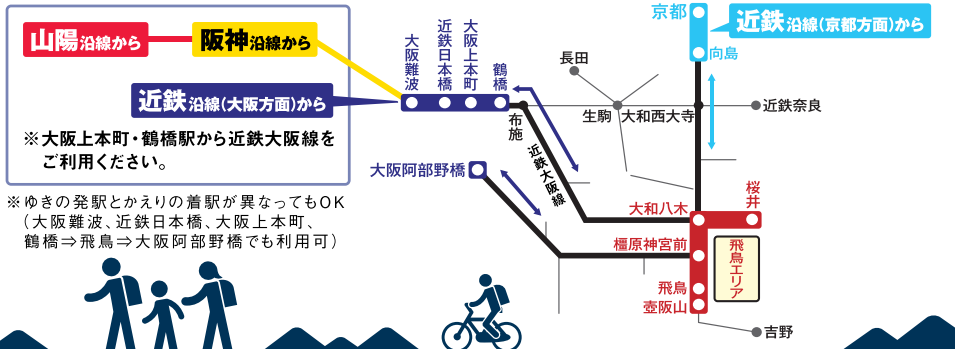 山陽沿線から
阪神沿線から
近鉄沿線(大阪方面)から
※大阪上本町・鶴橋駅から近鉄大阪線を
ご利用ください。
※ゆきの発駅とかえりの着駅が異なってもOK
(大阪難波、近鉄日本橋、大阪上本町、
鶴橋⇒飛鳥⇒大阪阿部野橋でも利用可)
大阪難波
近鉄日本橋
大阪上本町
鶴橋
布施
近鉄大阪線
大阪阿部野橋
長田
生駒
大和西大寺
近鉄奈良
京都
向島
近鉄沿線(京都方面)から
大和八木
桜井
橿原神宮前
飛鳥エリア
飛鳥
壺阪山
吉野